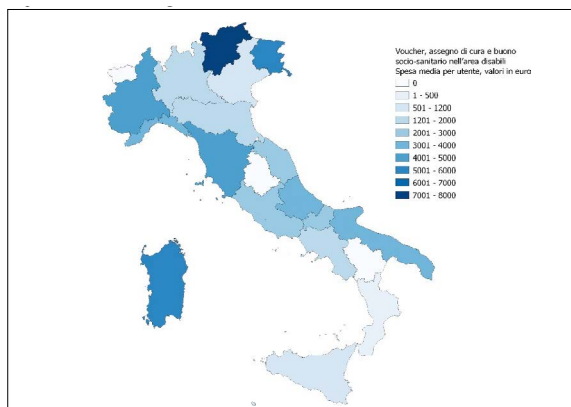 Voucher, assegno di cura e buono
socio-sanitario nell'area disabili
Spesa media per utente, valori in euro
0
1 - 500
501 - 1200
1201 - 2000
2001 - 3000
3001 - 4000
4001 - 5000
5001 - 6000
6001 - 7000
7001 - 8000